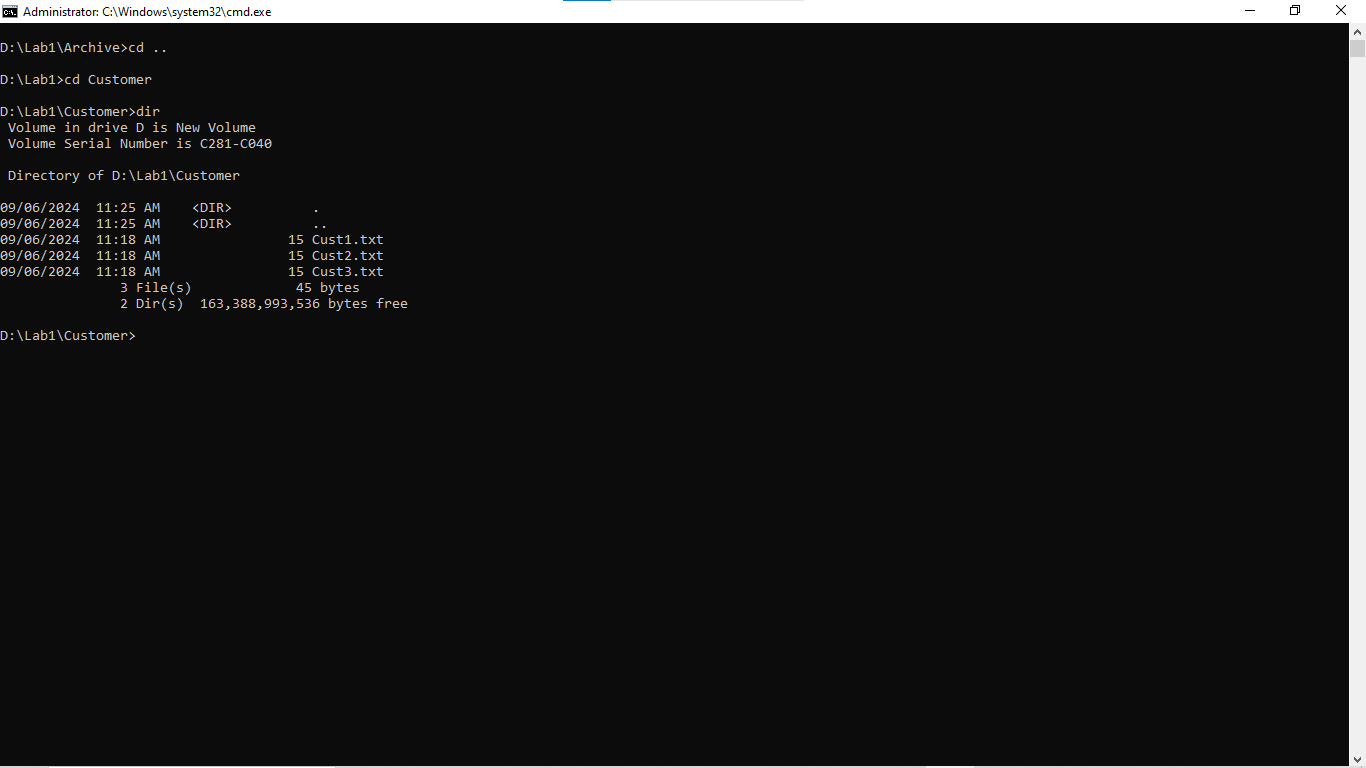 Administrator: C:\Windows\system32\cmd.exe
D:\Lab1\Archive>cd ..
D:\Lab1>cd Customer
D:\Lab1\Customer>dir
 Volume in drive D is New Volume
 Volume Serial Number is C281-C040
 Directory of D:\Lab1\Customer
09/06/2024  11:25 AM    <DIR>          .
09/06/2024  11:25 AM    <DIR>          ..
09/06/2024  11:18 AM                15 Cust1.txt
09/06/2024  11:18 AM                15 Cust2.txt
09/06/2024  11:18 AM                15 Cust3.txt
               3 File(s)             45 bytes
               2 Dir(s)  163,388,993,536 bytes free
D:\Lab1\Customer>